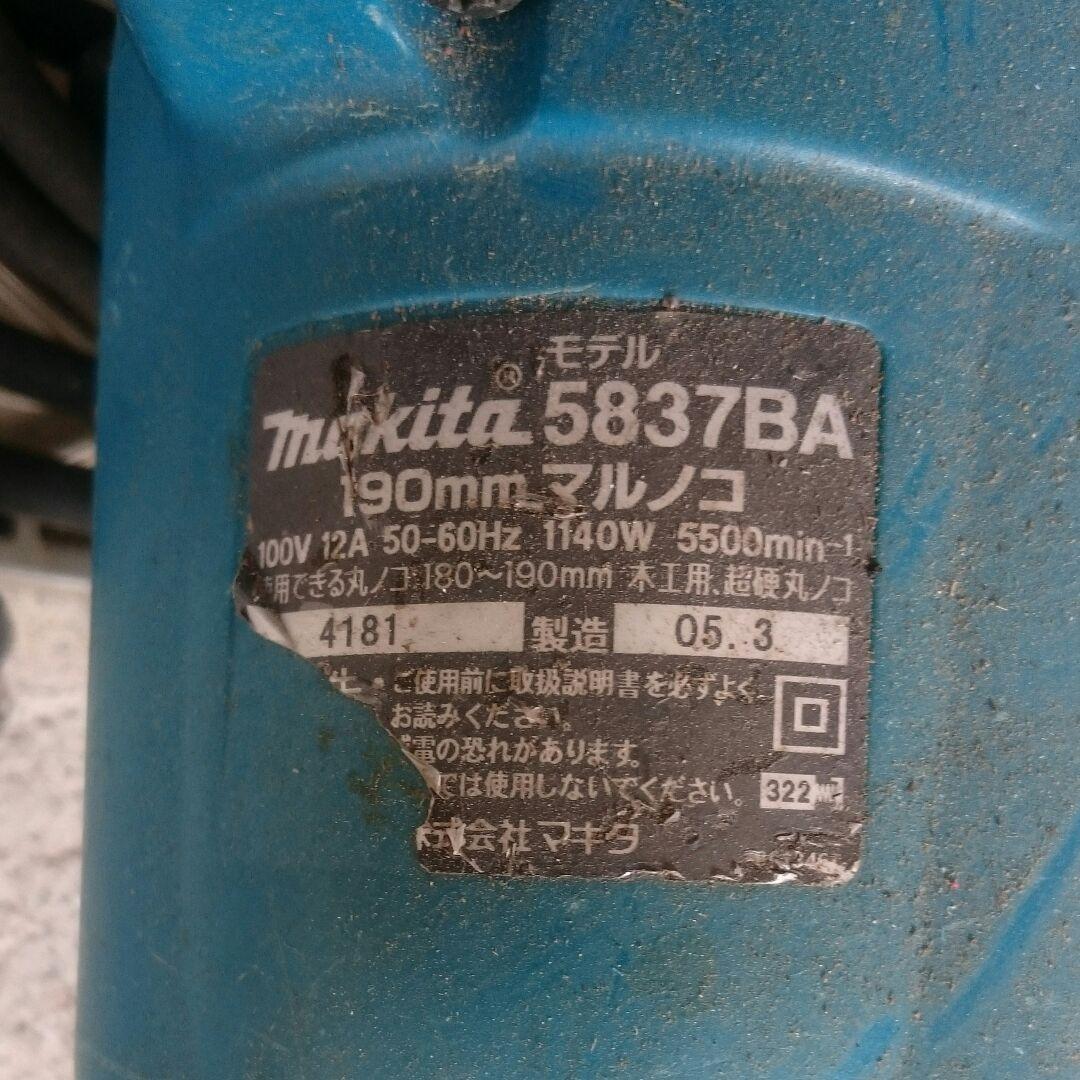 モデル
makita® 5837BA
190mm マルノコ
100V 12A 50-60Hz 1140W 5500min⁻¹
使用できる丸ノコ 180～190mm 木工用、超硬丸ノコ
4181 製造 05.3
・ご使用前に取扱説明書を必ずよく
お読みください。
電の恐れがあります。
では使用しないでください。 322
式会社 マキタ